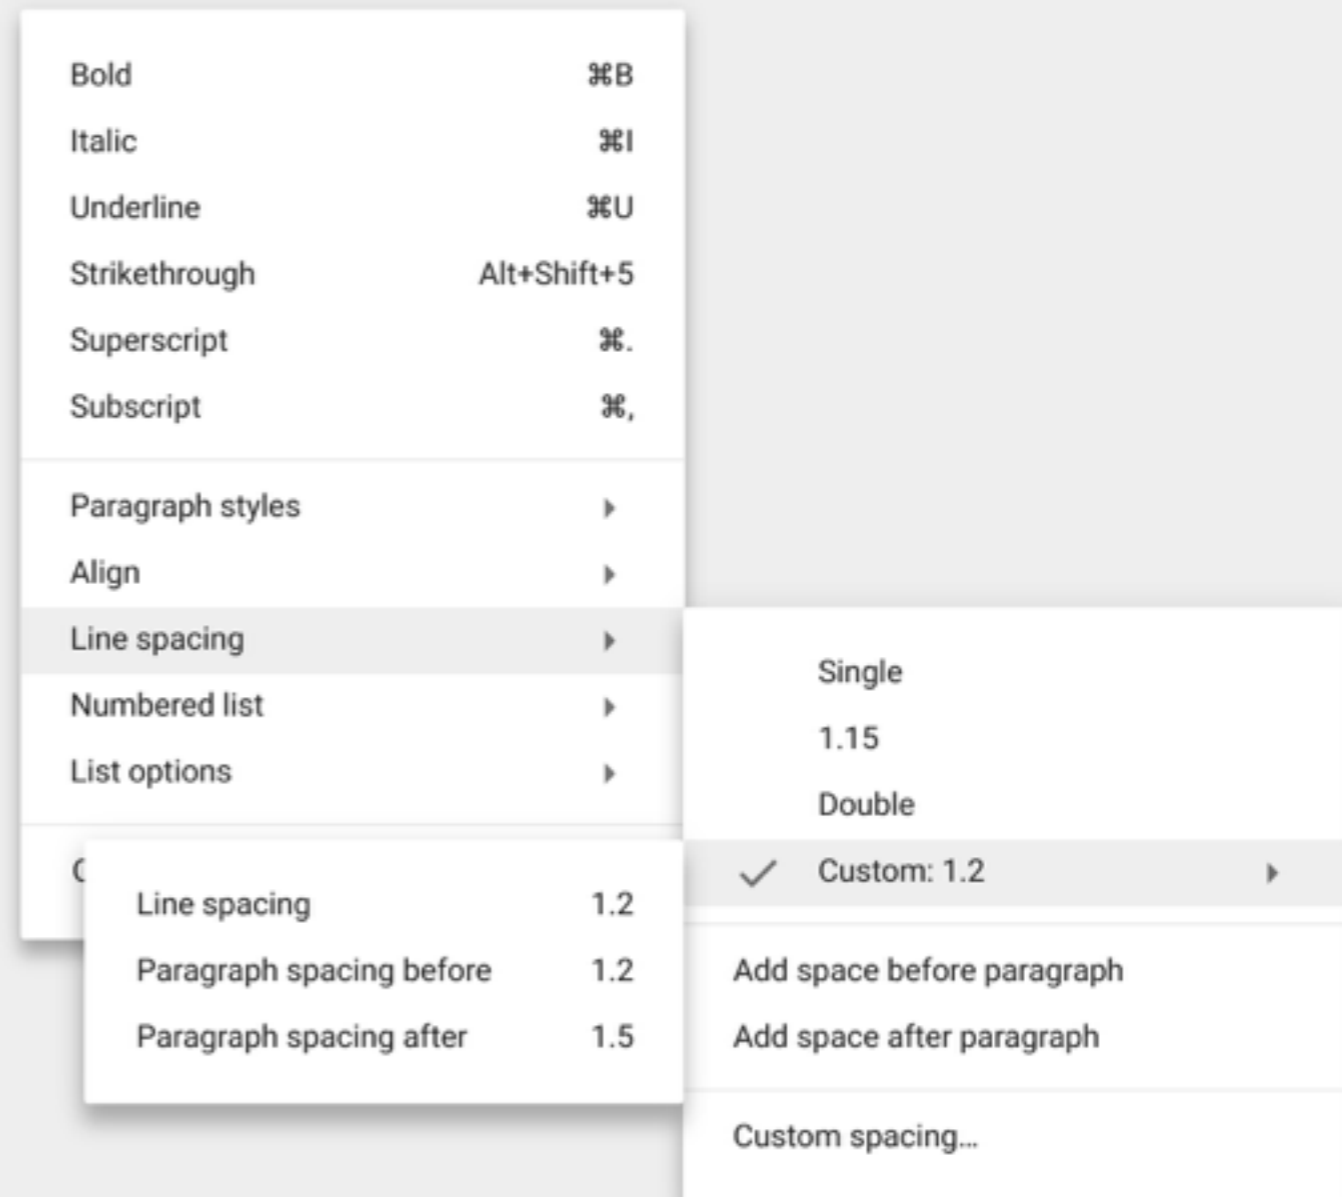 Bold ⌘B
Italic ⌘I
Underline ⌘U
Strikethrough Alt+Shift+5
Superscript ⌘.
Subscript ⌘,
Paragraph styles
Align
Line spacing
Numbered list
List options
Single
1.15
Double
Custom: 1.2
Add space before paragraph
Add space after paragraph
Custom spacing…
Line spacing 1.2
Paragraph spacing before 1.2
Paragraph spacing after 1.5